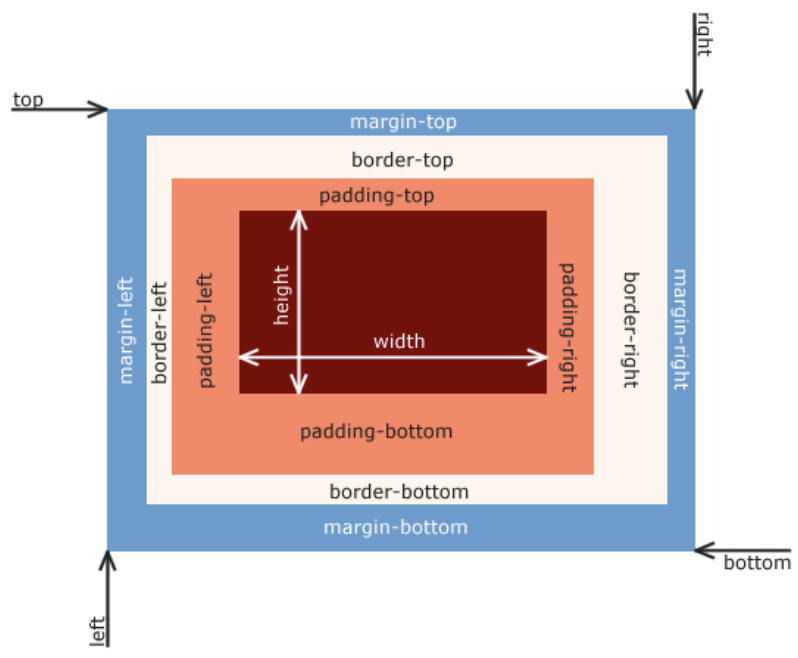 right
top
margin-top
border-top
padding-top
margin-left
border-left
padding-left
height
width
padding-right
border-right
margin-right
padding-bottom
border-bottom
margin-bottom
bottom
left